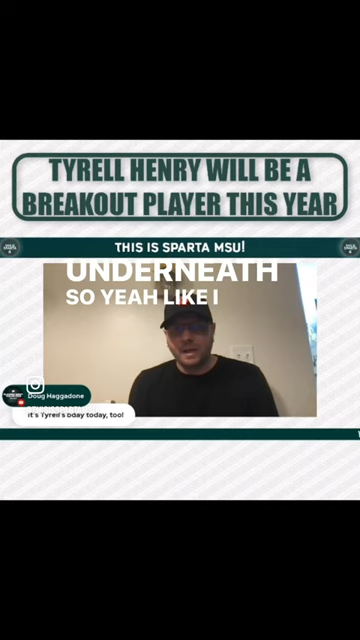 TYRELL HENRY WILL BE A
BREAKOUT PLAYER THIS YEAR
THIS IS SPARTA MSU!
UNDERNEATH
SO YEAH LIKE I
Doug Haggadone
It's Tyrell's bday today, too!